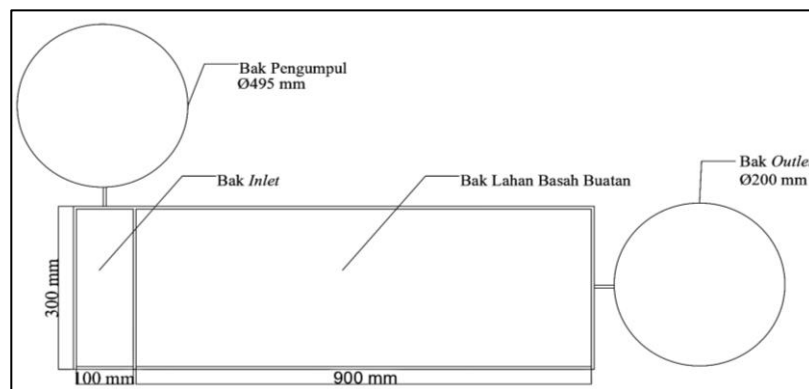 Bak Pengumpul
Ø495 mm
Bak Inlet
Bak Lahan Basah Buatan
Bak Outle
Ø200 mm
300 mm
100 mm
900 mm